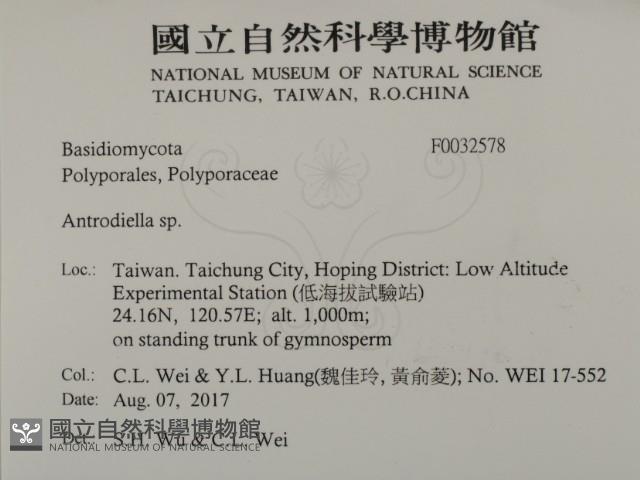 國立自然科學博物館
NATIONAL MUSEUM OF NATURAL SCIENCE
TAICHUNG, TAIWAN, R.O.CHINA
Basidiomycota F0032578
Polyporales, Polyporaceae
Antrodiella sp.
Loc.: Taiwan. Taichung City, Hoping District: Low Altitude
Experimental Station (低海拔試驗站)
24.16N, 120.57E; alt. 1,000m;
on standing trunk of gymnosperm
Col.: C.L. Wei & Y.L. Huang(魏佳玲, 黃俞菱); No. WEI 17-552
Date: Aug. 07, 2017
Det.: S.H. Wu & C.L. Wei
國立自然科學博物館
NATIONAL MUSEUM OF NATURAL SCIENCE